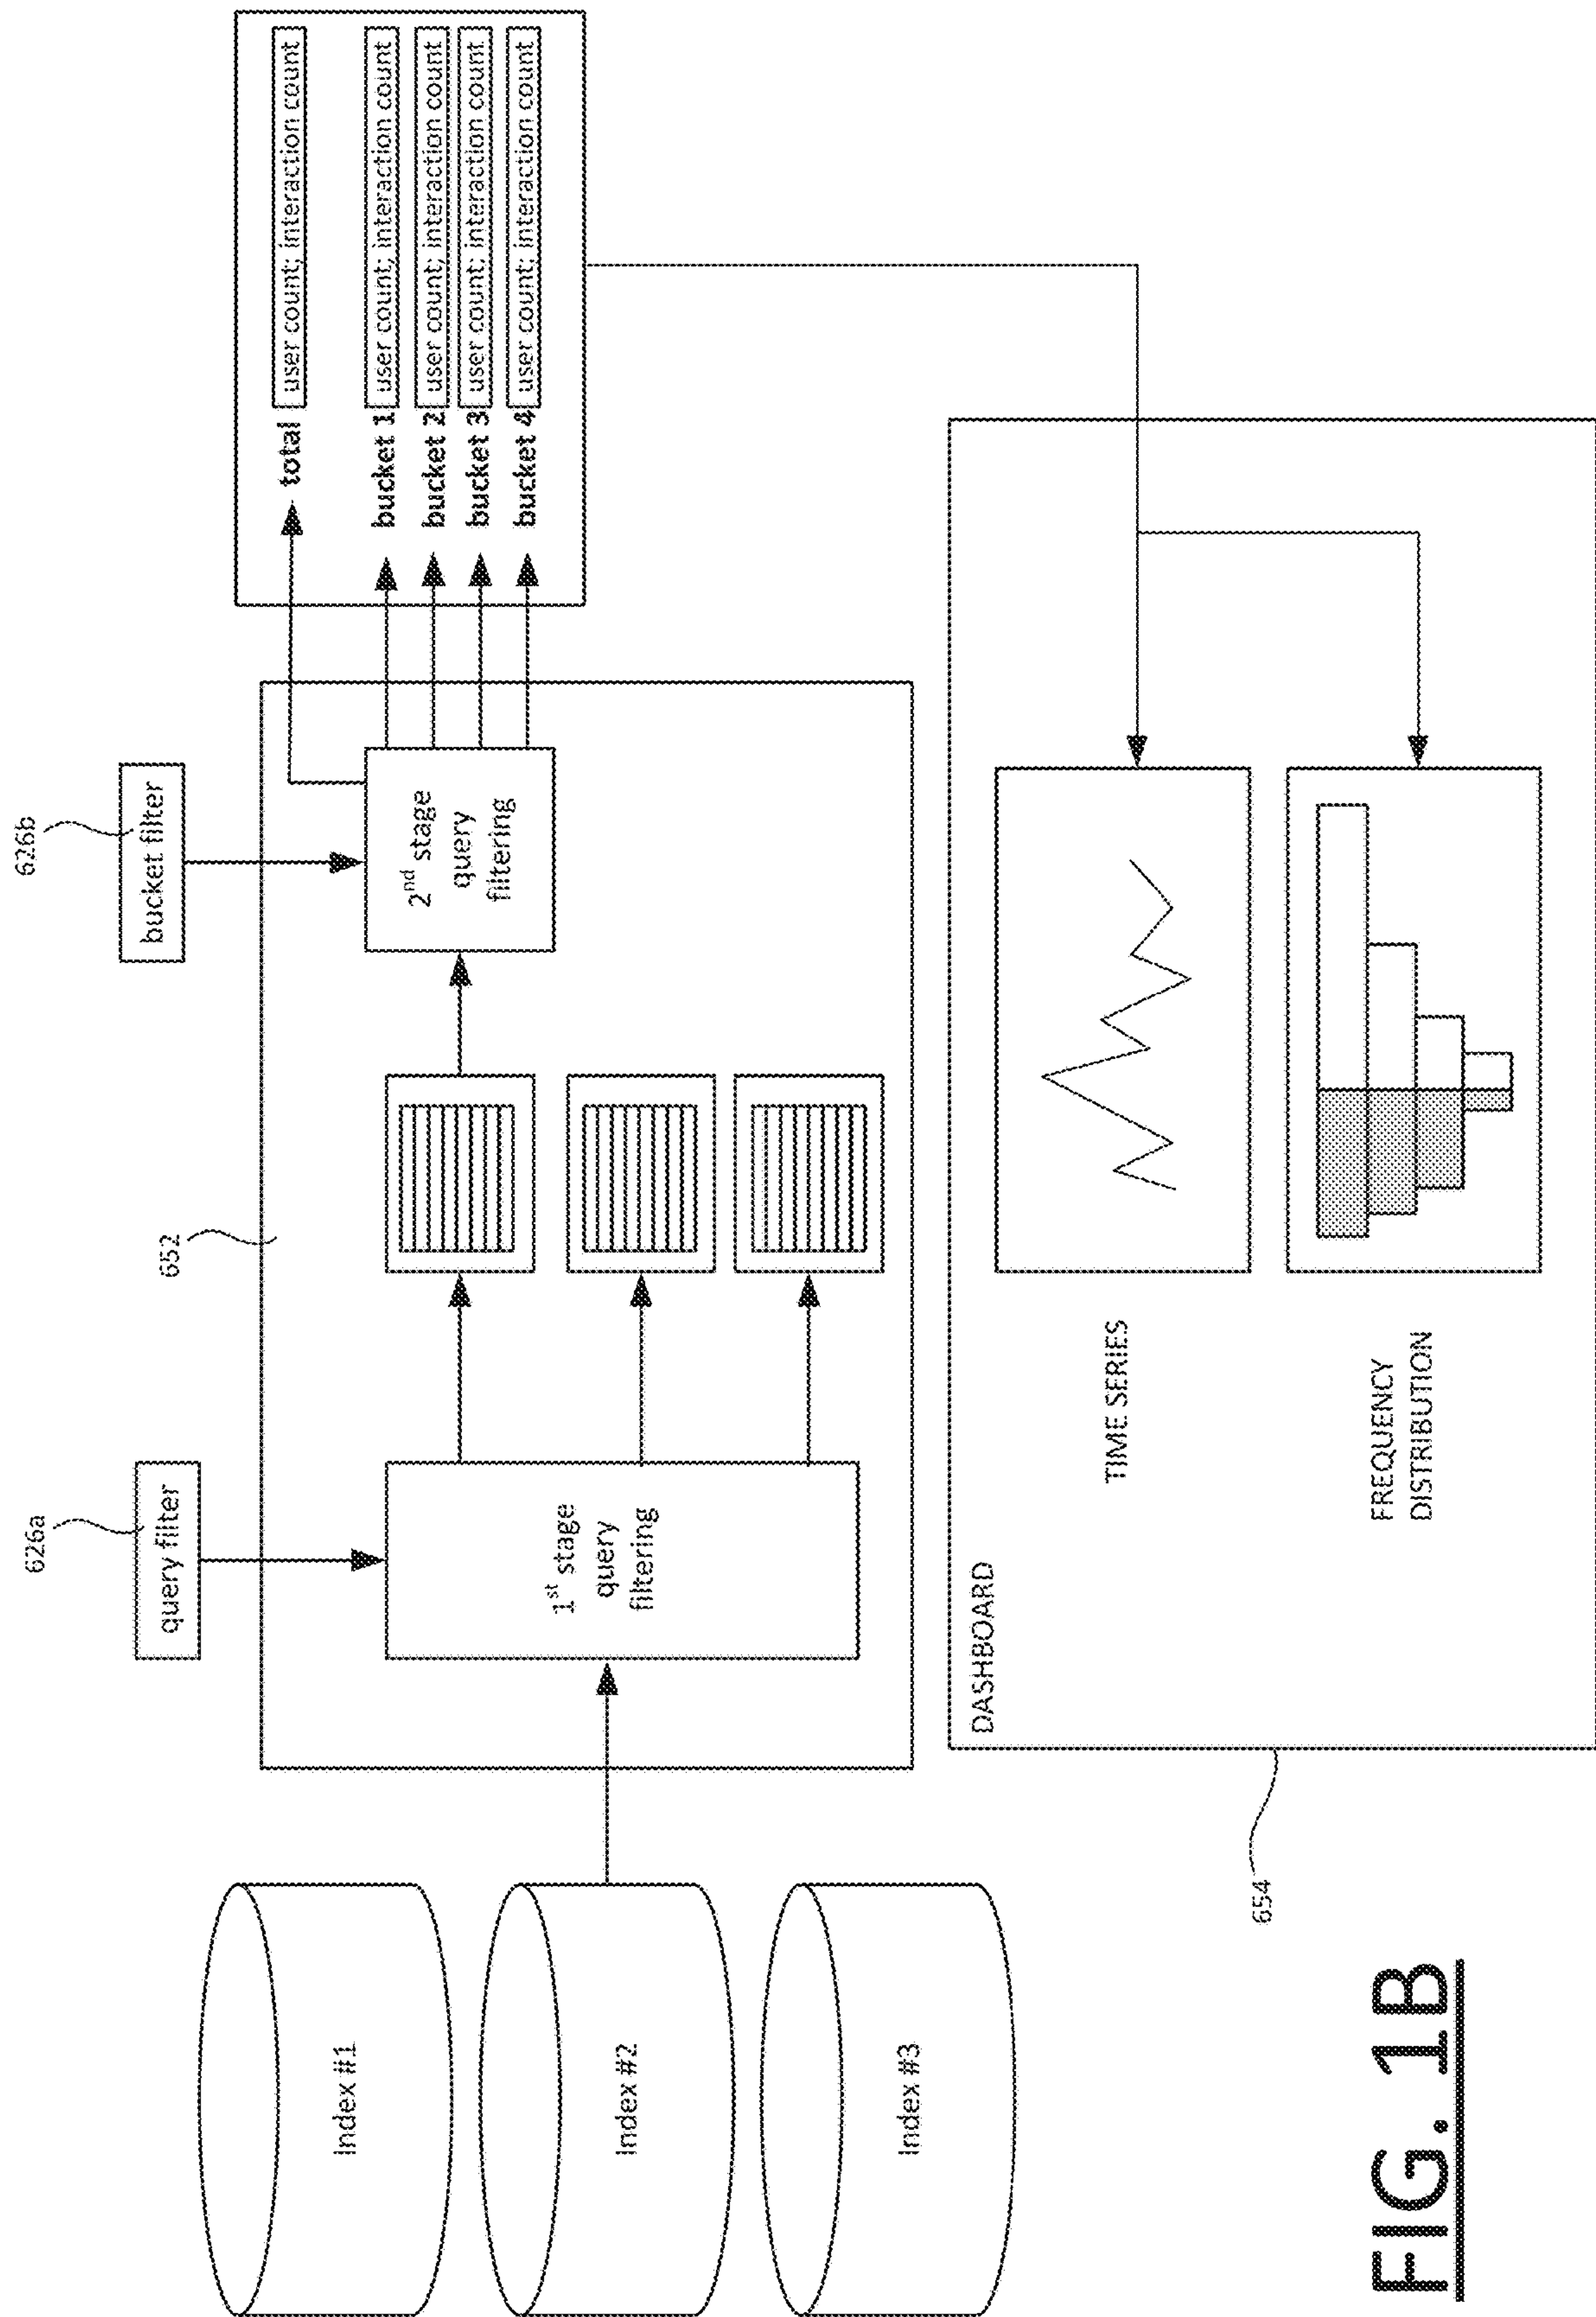 626a
626b
query filter
bucket filter
652
total
user count; interaction count
bucket 1
user count; interaction count
bucket 2
user count; interaction count
bucket 3
user count; interaction count
bucket 4
user count; interaction count
Index #1
Index #2
Index #3
1st stage
query
filtering
2nd stage
query
filtering
DASHBOARD
TIME SERIES
FREQUENCY
DISTRIBUTION
654
FIG. 1B